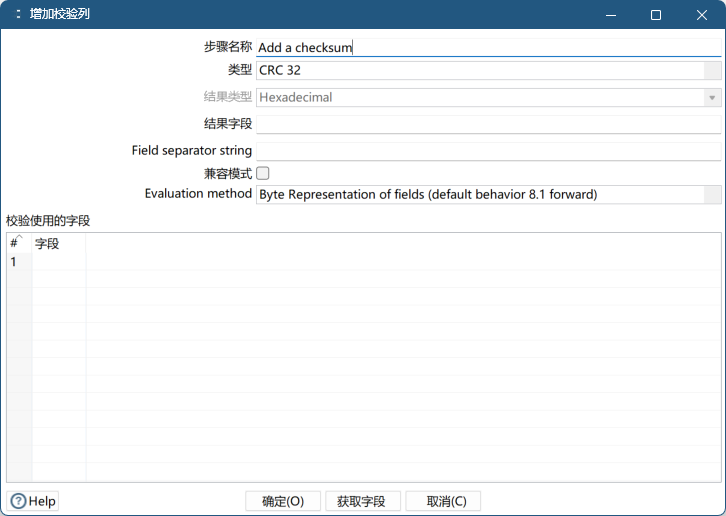 增加校验列
步骤名称 Add a checksum
类型 CRC 32
结果类型 Hexadecimal
结果字段
Field separator string
兼容模式
Evaluation method Byte Representation of fields (default behavior 8.1 forward)
校验使用的字段
# 字段
1
Help 确定(O) 获取字段 取消(C)